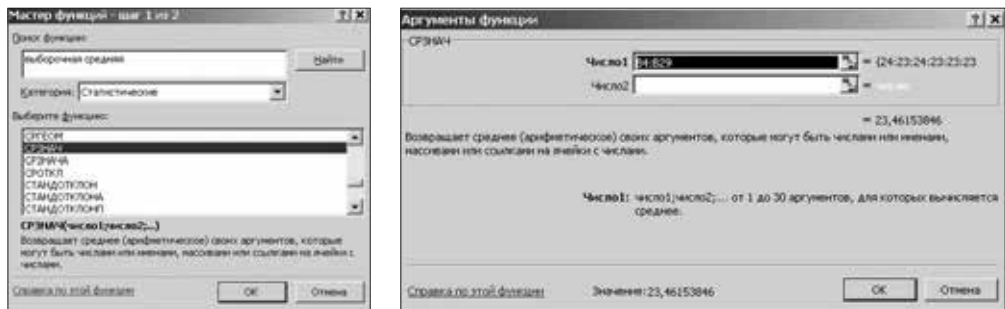 Мастер функций - шаг 1 из 2
Поиск функции:
выборочная средняя
Найти
Категория: Статистические
Выберите функцию:
СРГЕОМ
СРЗНАЧ
СРЗНАЧА
СРОТКЛ
СТАНДОТКЛОН
СТАНДОТКЛОНА
СТАНДОТКЛОНП
СРЗНАЧ(число1;число2;...)
Возвращает среднее (арифметическое) своих аргументов, которые
могут быть числами или именами, массивами или ссылками на ячейки с
числами.
Справка по этой функции
ОК
Отмена
Аргументы функции
СРЗНАЧ
Число1 B4:B29 = {24:23:24:23:23:23
Число2 = число
= 23,46153846
Возвращает среднее (арифметическое) своих аргументов, которые могут быть числами или именами,
массивами или ссылками на ячейки с числами.
Число1: число1;число2;... от 1 до 30 аргументов, для которых вычисляется
среднее.
Справка по этой функции
Значение:23,46153846
ОК
Отмена